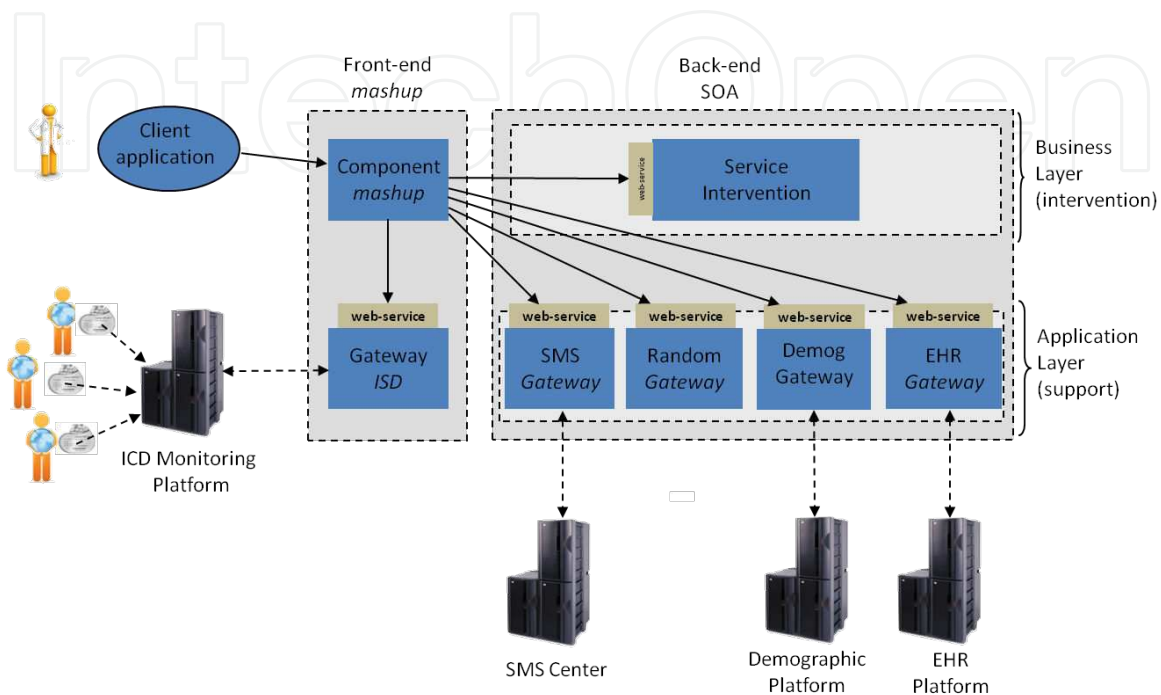 IntechOpen
Front-end
mashup
Back-end
SOA
Client
application
Component
mashup
web-service
Service
Intervention
Business
Layer
(intervention)
web-service
Gateway
ISD
web-service
SMS
Gateway
web-service
Random
Gateway
web-service
Demog
Gateway
web-service
EHR
Gateway
Application
Layer
(support)
ICD Monitoring
Platform
SMS Center
Demographic
Platform
EHR
Platform